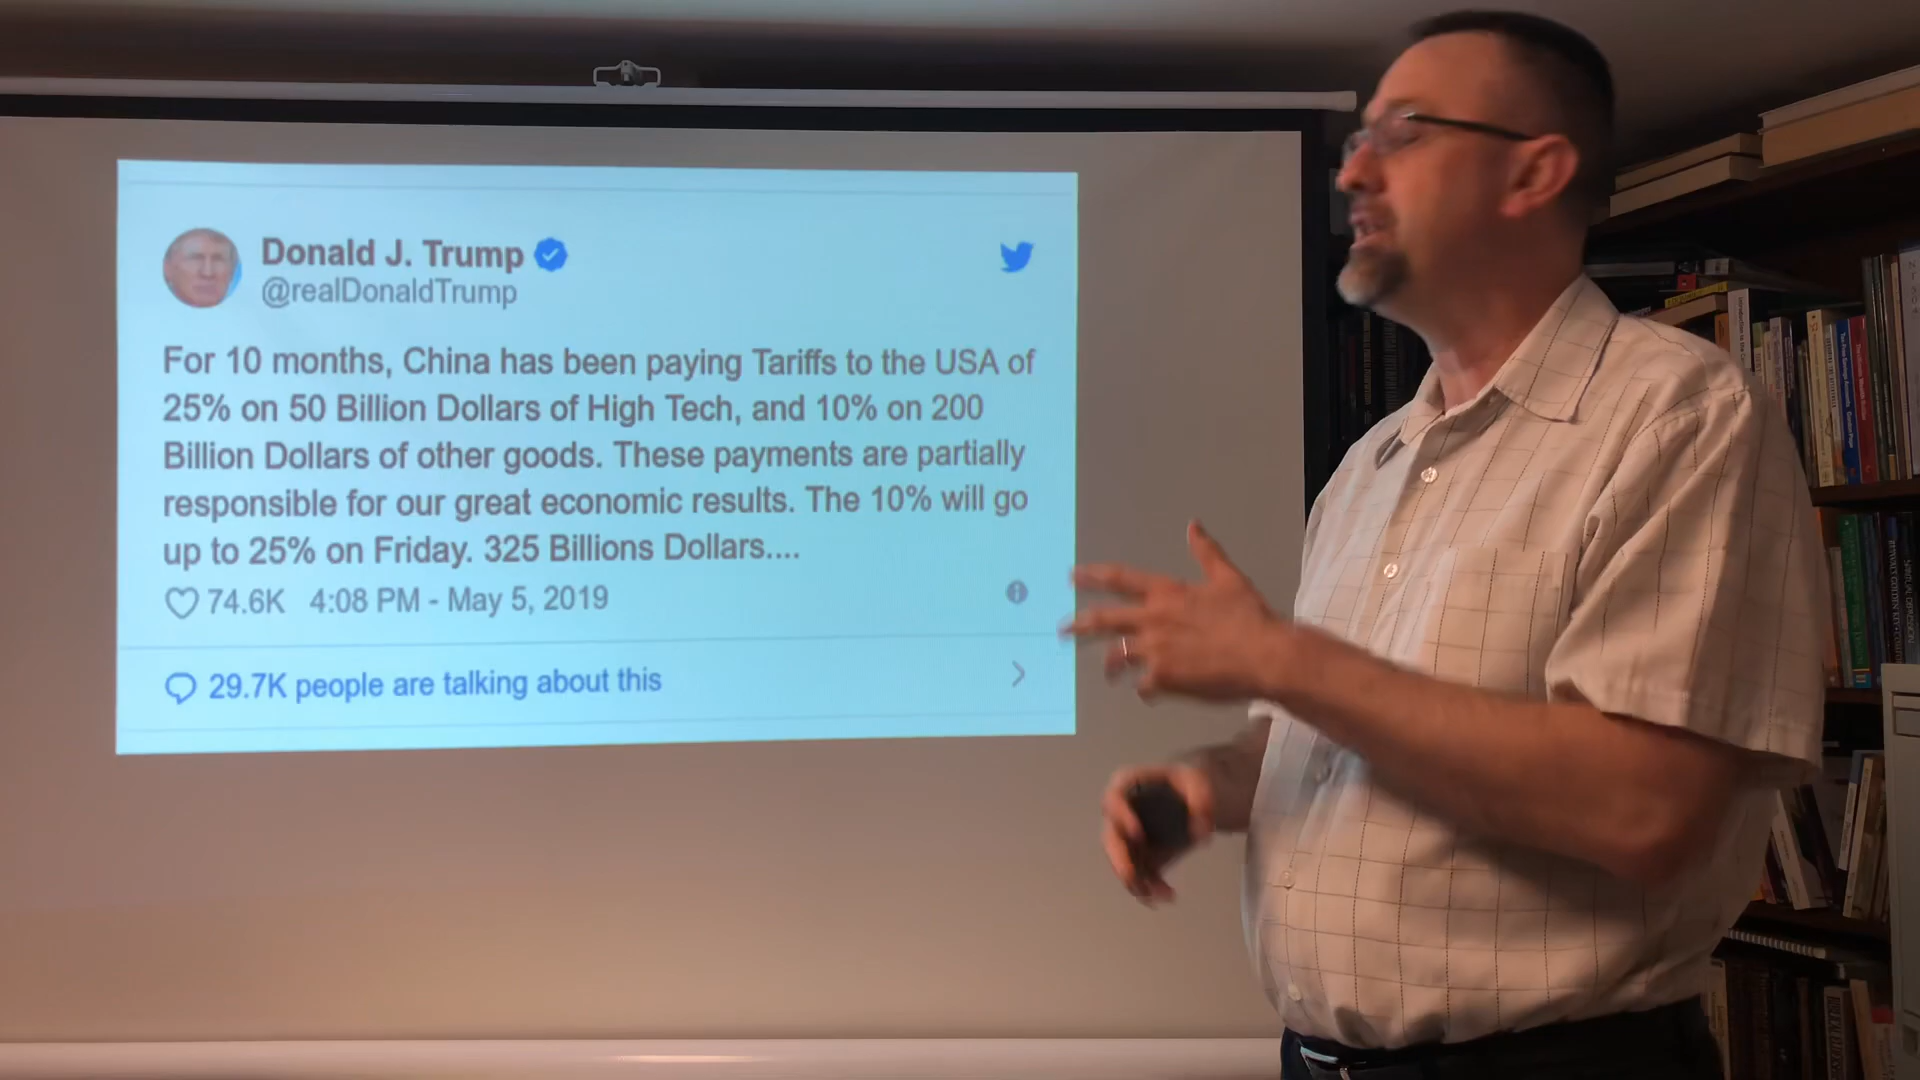 Donald J. Trump
@realDonaldTrump
For 10 months, China has been paying Tariffs to the USA of
25% on 50 Billion Dollars of High Tech, and 10% on 200
Billion Dollars of other goods. These payments are partially
responsible for our great economic results. The 10% will go
up to 25% on Friday. 325 Billions Dollars....
74.6K 4:08 PM - May 5, 2019
29.7K people are talking about this